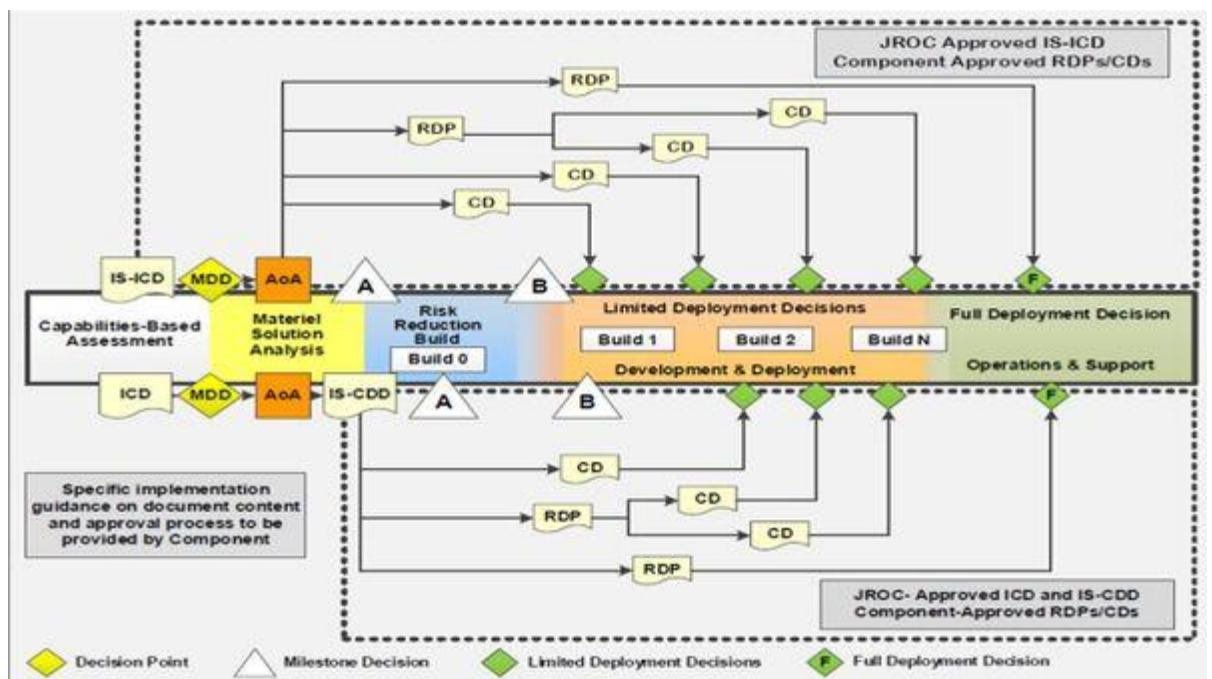 JROC Approved IS-ICD
Component Approved RDPs/CDs
RDP
RDP
CD
CD
CD
CD
IS-ICD
MDD
AoA
A
B
F
Capabilities-Based
Assessment
Materiel
Solution
Analysis
Risk
Reduction
Build
Build 0
Limited Deployment Decisions
Build 1
Build 2
Build N
Development & Deployment
Full Deployment Decision
Operations & Support
ICD
MDD
AoA
IS-CDD
A
B
F
CD
RDP
CD
CD
RDP
Specific implementation
guidance on document content
and approval process to be
provided by Component
JROC- Approved ICD and IS-CDD
Component-Approved RDPs/CDs
Decision Point
Milestone Decision
Limited Deployment Decisions
F
Full Deployment Decision